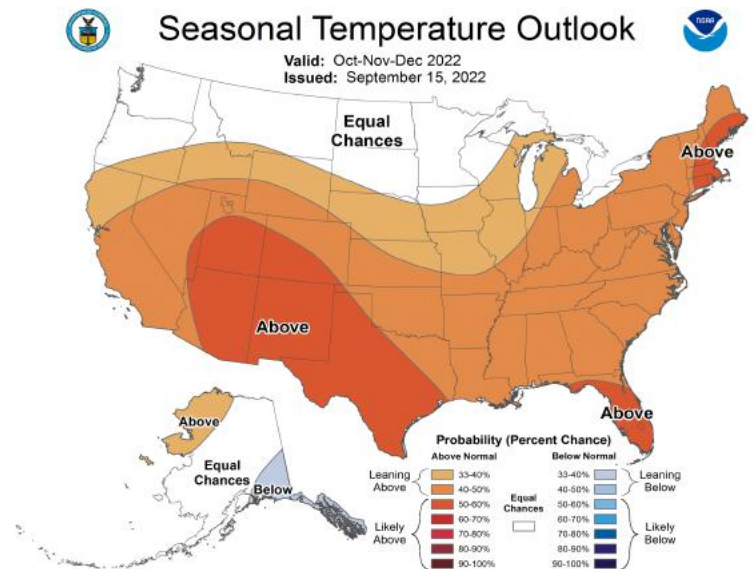 Seasonal Temperature Outlook
NOAA
Valid: Oct-Nov-Dec 2022
Issued: September 15, 2022
Equal
Chances
Above
Above
Above
Above
Equal
Chances
Below
Probability (Percent Chance)
Above Normal
Below Normal
Leaning
Above
33-40%
40-50%
Likely
Above
50-60%
60-70%
70-80%
80-90%
90-100%
Equal
Chances
33-40%
40-50%
Leaning
Below
50-60%
60-70%
70-80%
80-90%
90-100%
Likely
Below